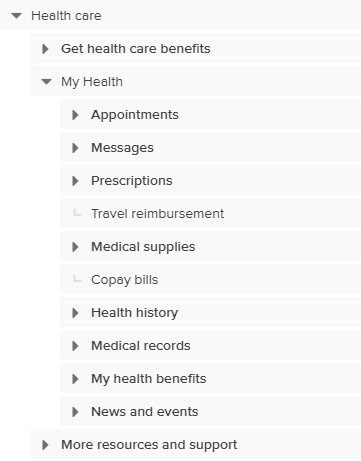 Health care
Get health care benefits
My Health
Appointments
Messages
Prescriptions
Travel reimbursement
Medical supplies
Copay bills
Health history
Medical records
My health benefits
News and events
More resources and support